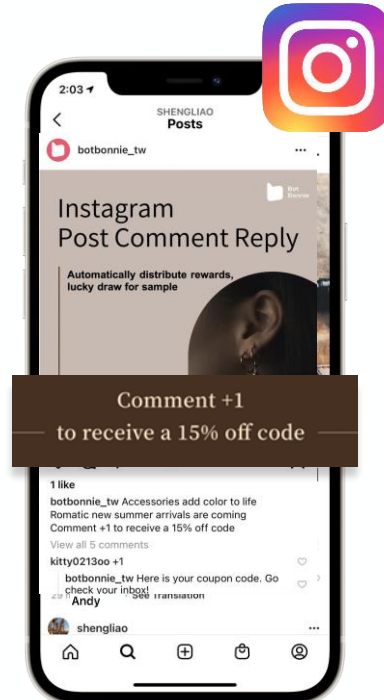 2:03
SHENGLIAO
Posts
botbonnie_tw
Bot
Bonnie
Instagram
Post Comment Reply
Automatically distribute rewards,
lucky draw for sample
Comment +1
to receive a 15% off code
1 like
botbonnie_tw Accessories add color to life
Romatic new summer arrivals are coming
Comment +1 to receive a 15% off code
View all 5 comments
kitty0213oo +1
botbonnie_tw Here is your coupon code. Go
check your inbox!
See Translation
Andy
shengliao